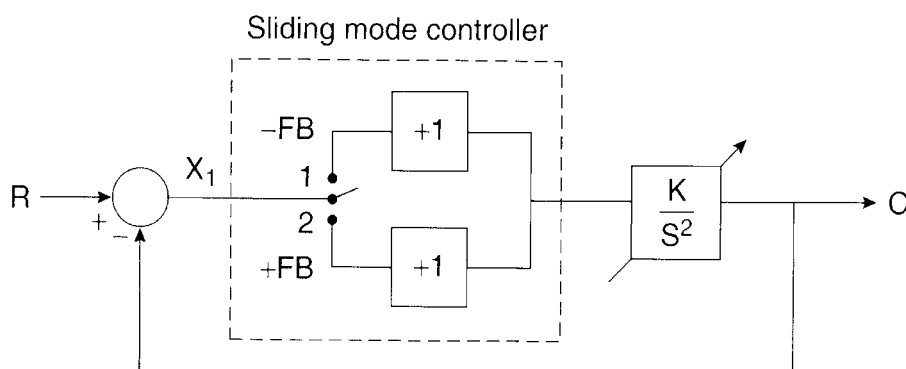 Sliding mode controller
−FB
+1
X1
1
R
+
−
2
K
S²
C
+FB
+1